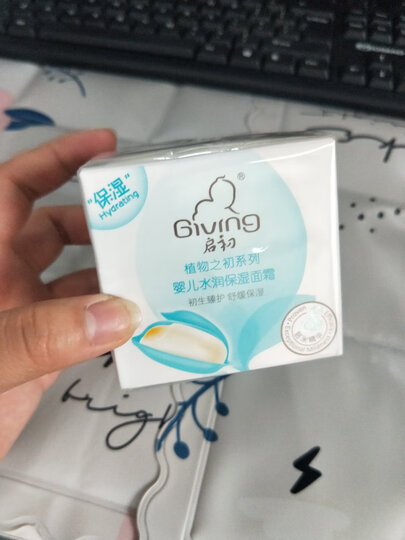 "保湿"
Hydrating
Giving®
启初
植物之初系列
婴儿水润保湿面霜
初生臻护 舒缓保湿
Proven